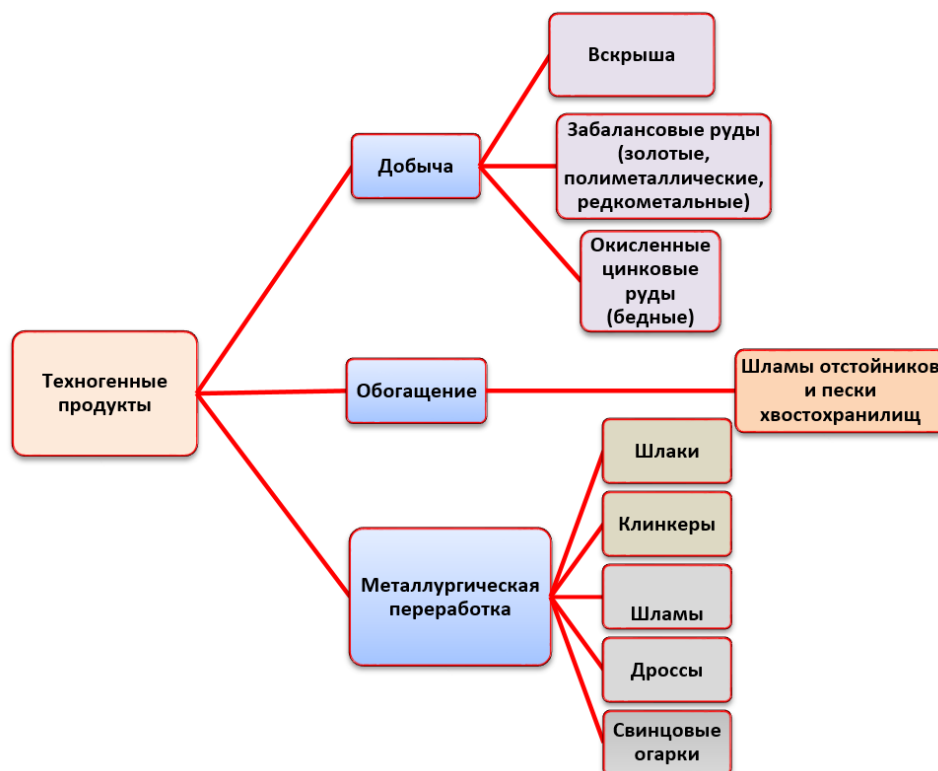 Вскрыша
Забалансовые руды
(золотые,
полиметаллические,
редкометальные)
Добыча
Окисленные
цинковые
руды
(бедные)
Техногенные
продукты
Обогащение
Шламы отстойников
и пески
хвостохранилищ
Шлаки
Клинкеры
Металлургическая
переработка
Шламы
Дроссы
Свинцовые
огарки